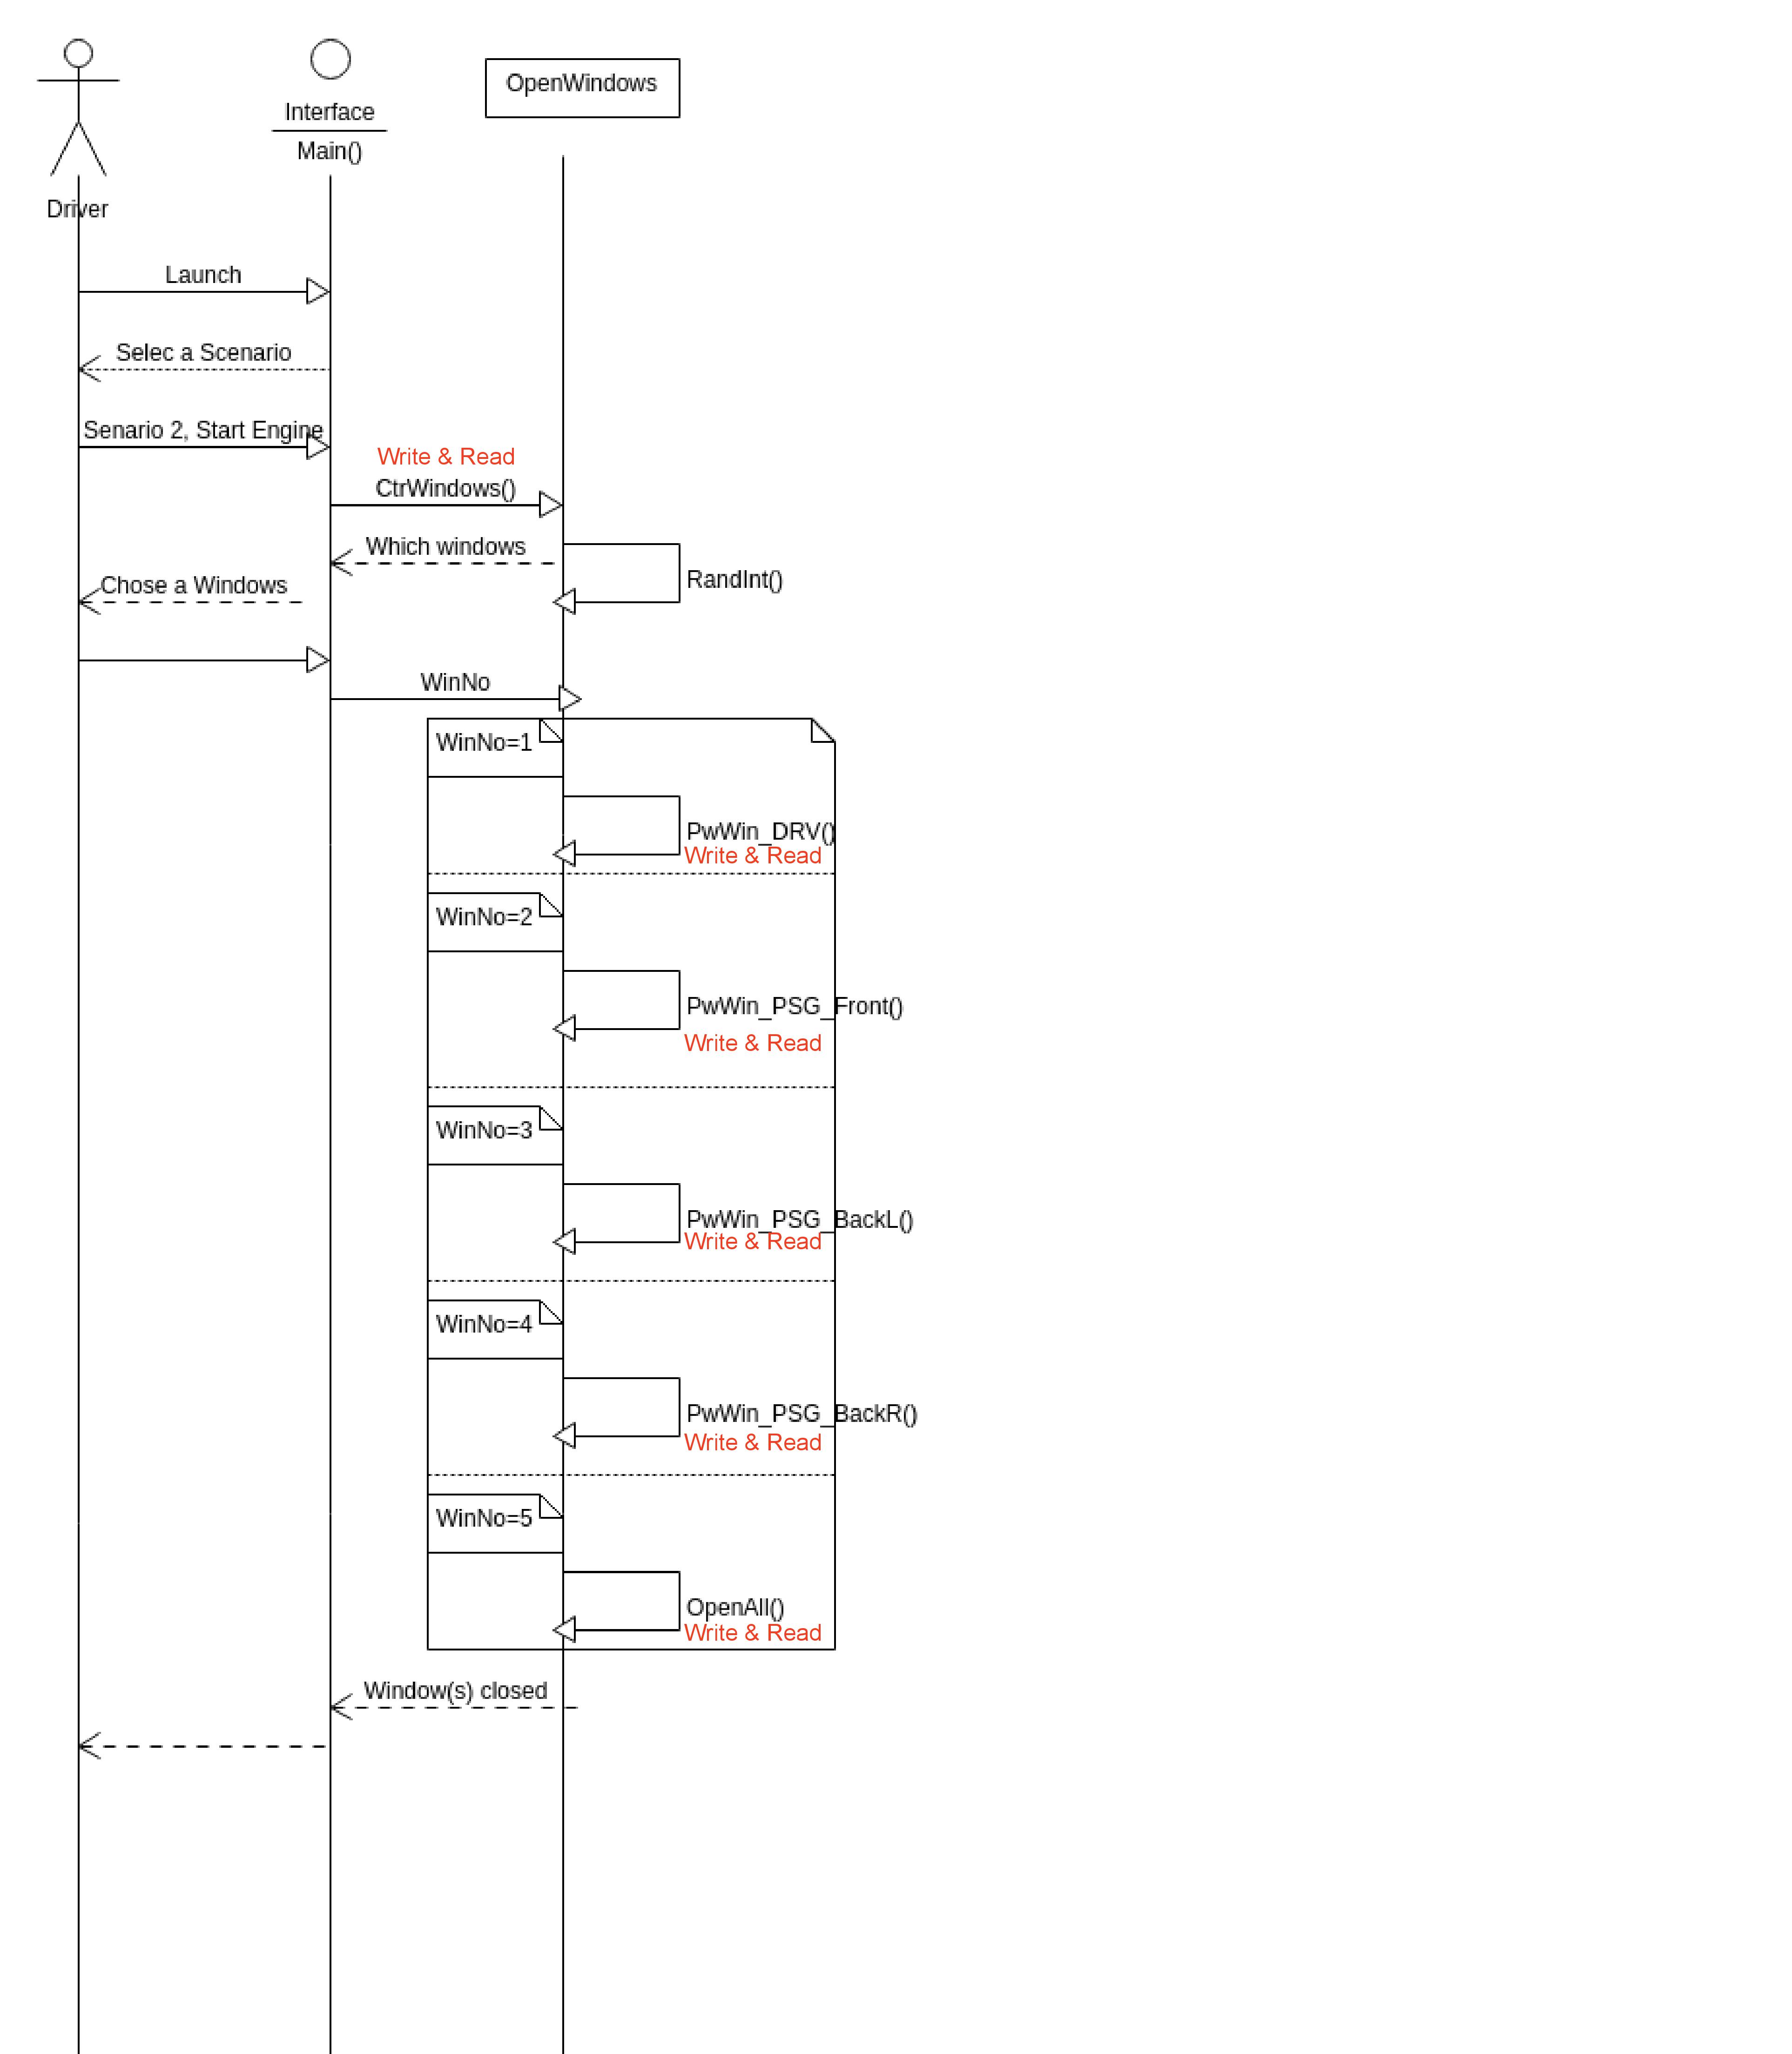 OpenWindows
Interface
Main()
Driver
Launch
Selec a Scenario
Senario 2, Start Engine
Write & Read
CtrWindows()
Which windows
RandInt()
Chose a Windows
WinNo
WinNo=1
PwWin_DRV()
Write & Read
WinNo=2
PwWin_PSG_Front()
Write & Read
WinNo=3
PwWin_PSG_BackL()
Write & Read
WinNo=4
PwWin_PSG_BackR()
Write & Read
WinNo=5
OpenAll()
Write & Read
Window(s) closed